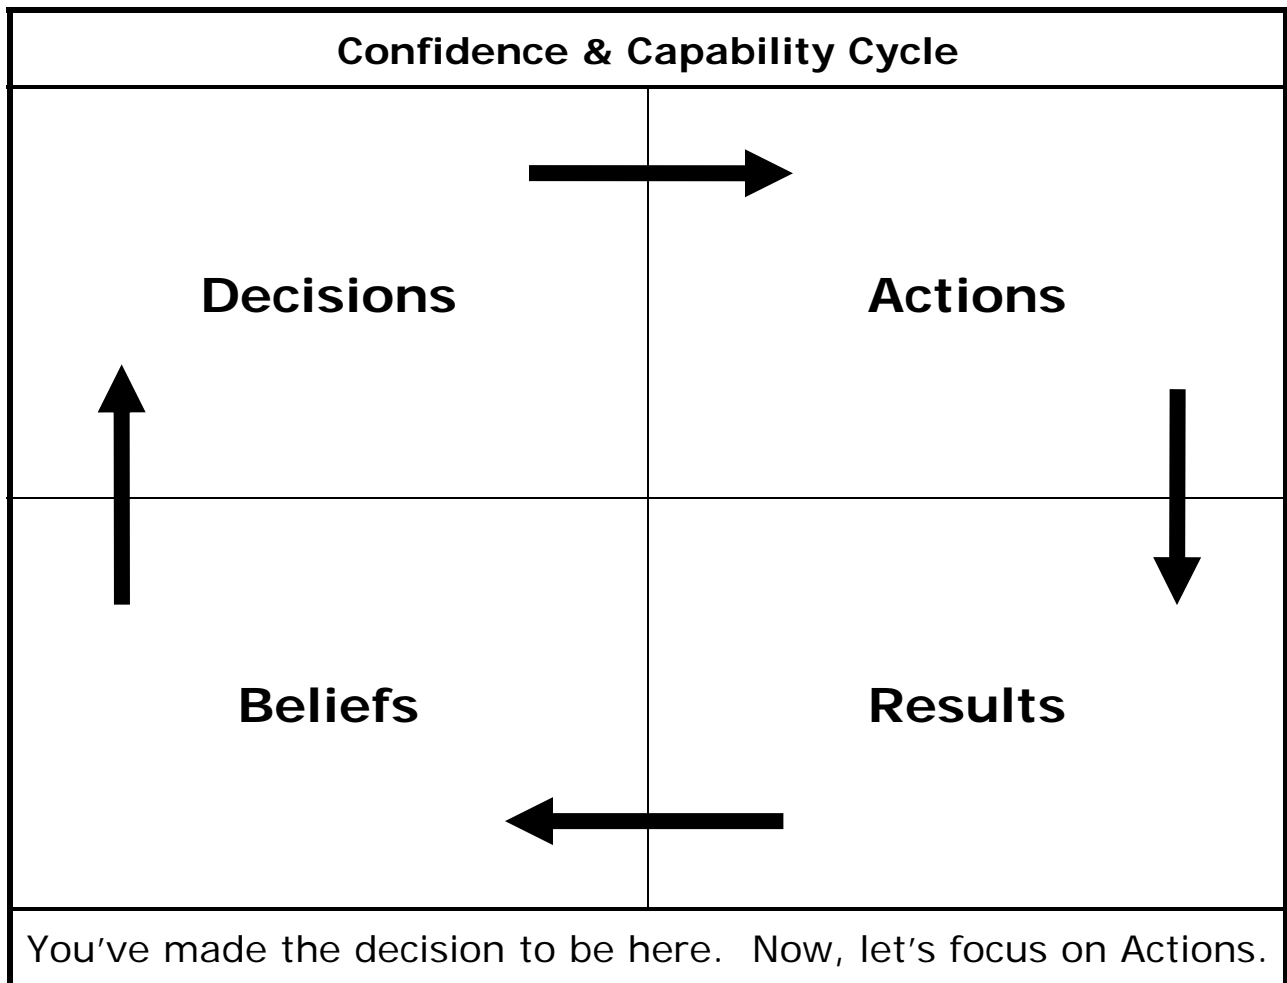 Confidence & Capability Cycle
Decisions
Actions
Beliefs
Results
You've made the decision to be here.  Now, let's focus on Actions.